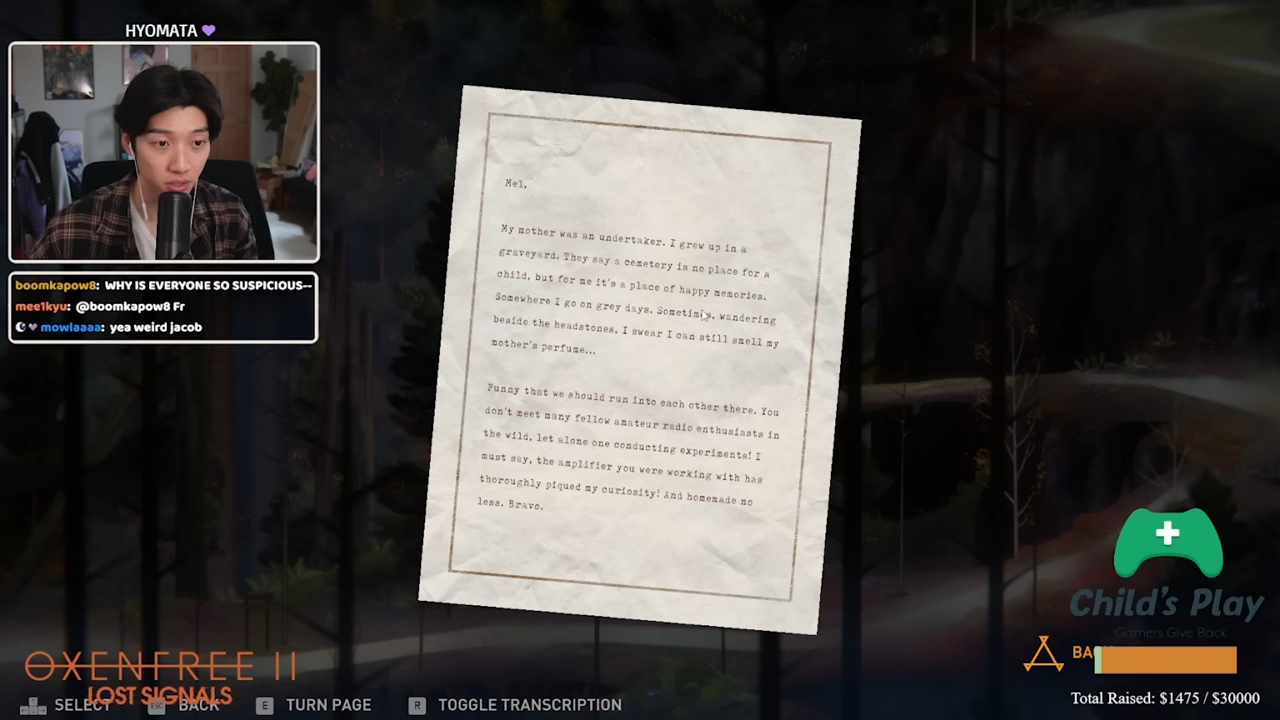 HYOMATA
boomkapow8: WHY IS EVERYONE SO SUSPICIOUS--
mee1kyu: @boomkapow8 Fr
mowlaaaa: yea weird jacob
Mel,
My mother was an undertaker. I grew up in a
graveyard. They say a cemetery is no place for a
child, but for me it's a place of happy memories.
Somewhere I go on grey days. Sometimes, wandering
beside the headstones, I swear I can still smell my
mother's perfume...
Funny that we should run into each other there. You
don't meet many fellow amateur radio enthusiasts in
the wild, let alone one conducting experiments! I
must say, the amplifier you were working with has
thoroughly piqued my curiosity! And homemade no
less. Bravo.
Child's Play
Gamers Give Back
OXENFREE II
LOST SIGNALS
SELECT
ESC BACK
E TURN PAGE
R TOGGLE TRANSCRIPTION
Total Raised: $1475 / $30000